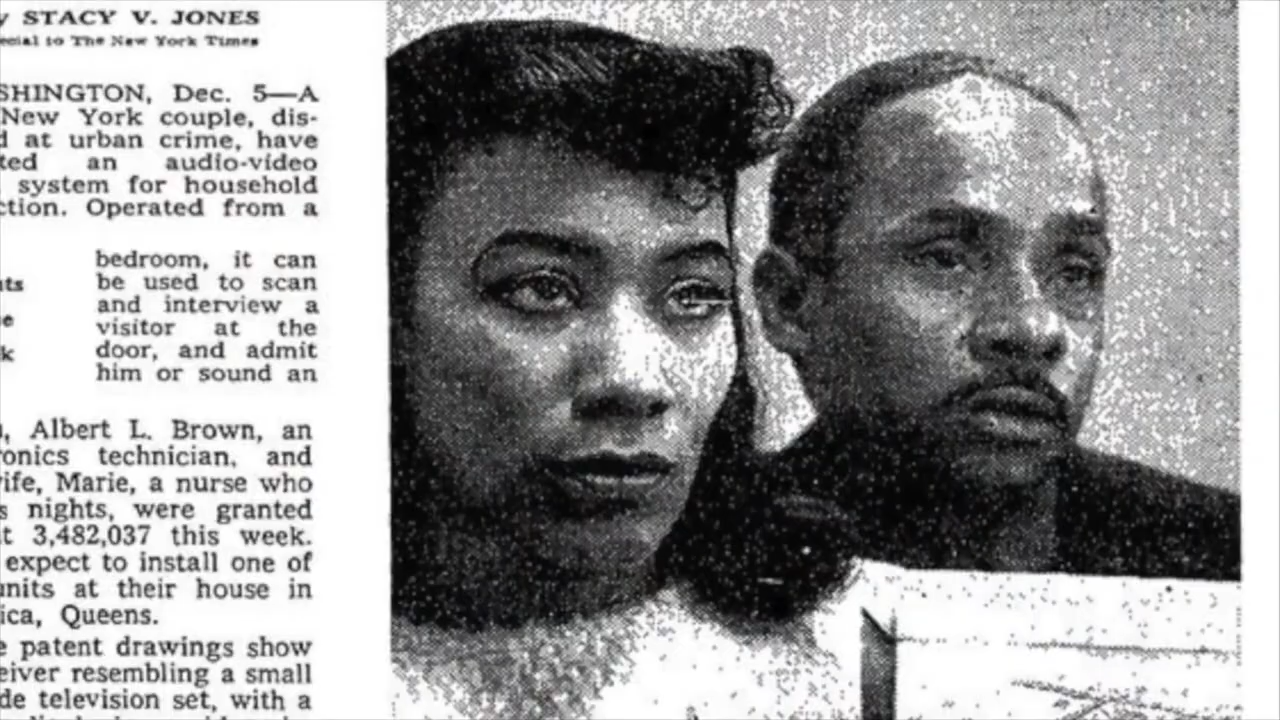 y STACY V. JONES
ecial to The New York Times
SHINGTON, Dec. 5—A
New York couple, dis-
d at urban crime, have
ted an audio-video
system for household
ction. Operated from a
bedroom, it can
be used to scan
and interview a
visitor at the
door, and admit
him or sound an
nts
e
k
, Albert L. Brown, an
ronics technician, and
ife, Marie, a nurse who
s nights, were granted
t 3,482,037 this week.
expect to install one of
units at their house in
ica, Queens.
e patent drawings show
eiver resembling a small
de television set, with a